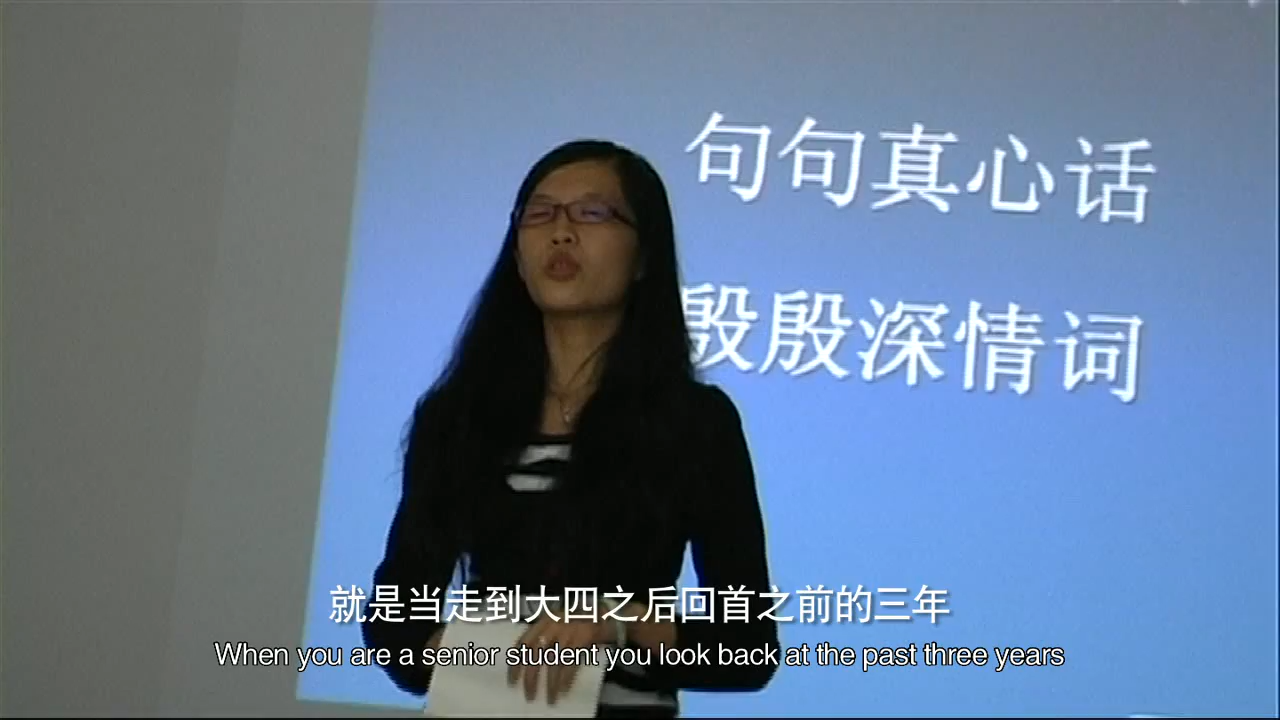 句句真心话
殷殷深情词
就是当走到大四之后回首之前的三年
When you are a senior student you look back at the past three years